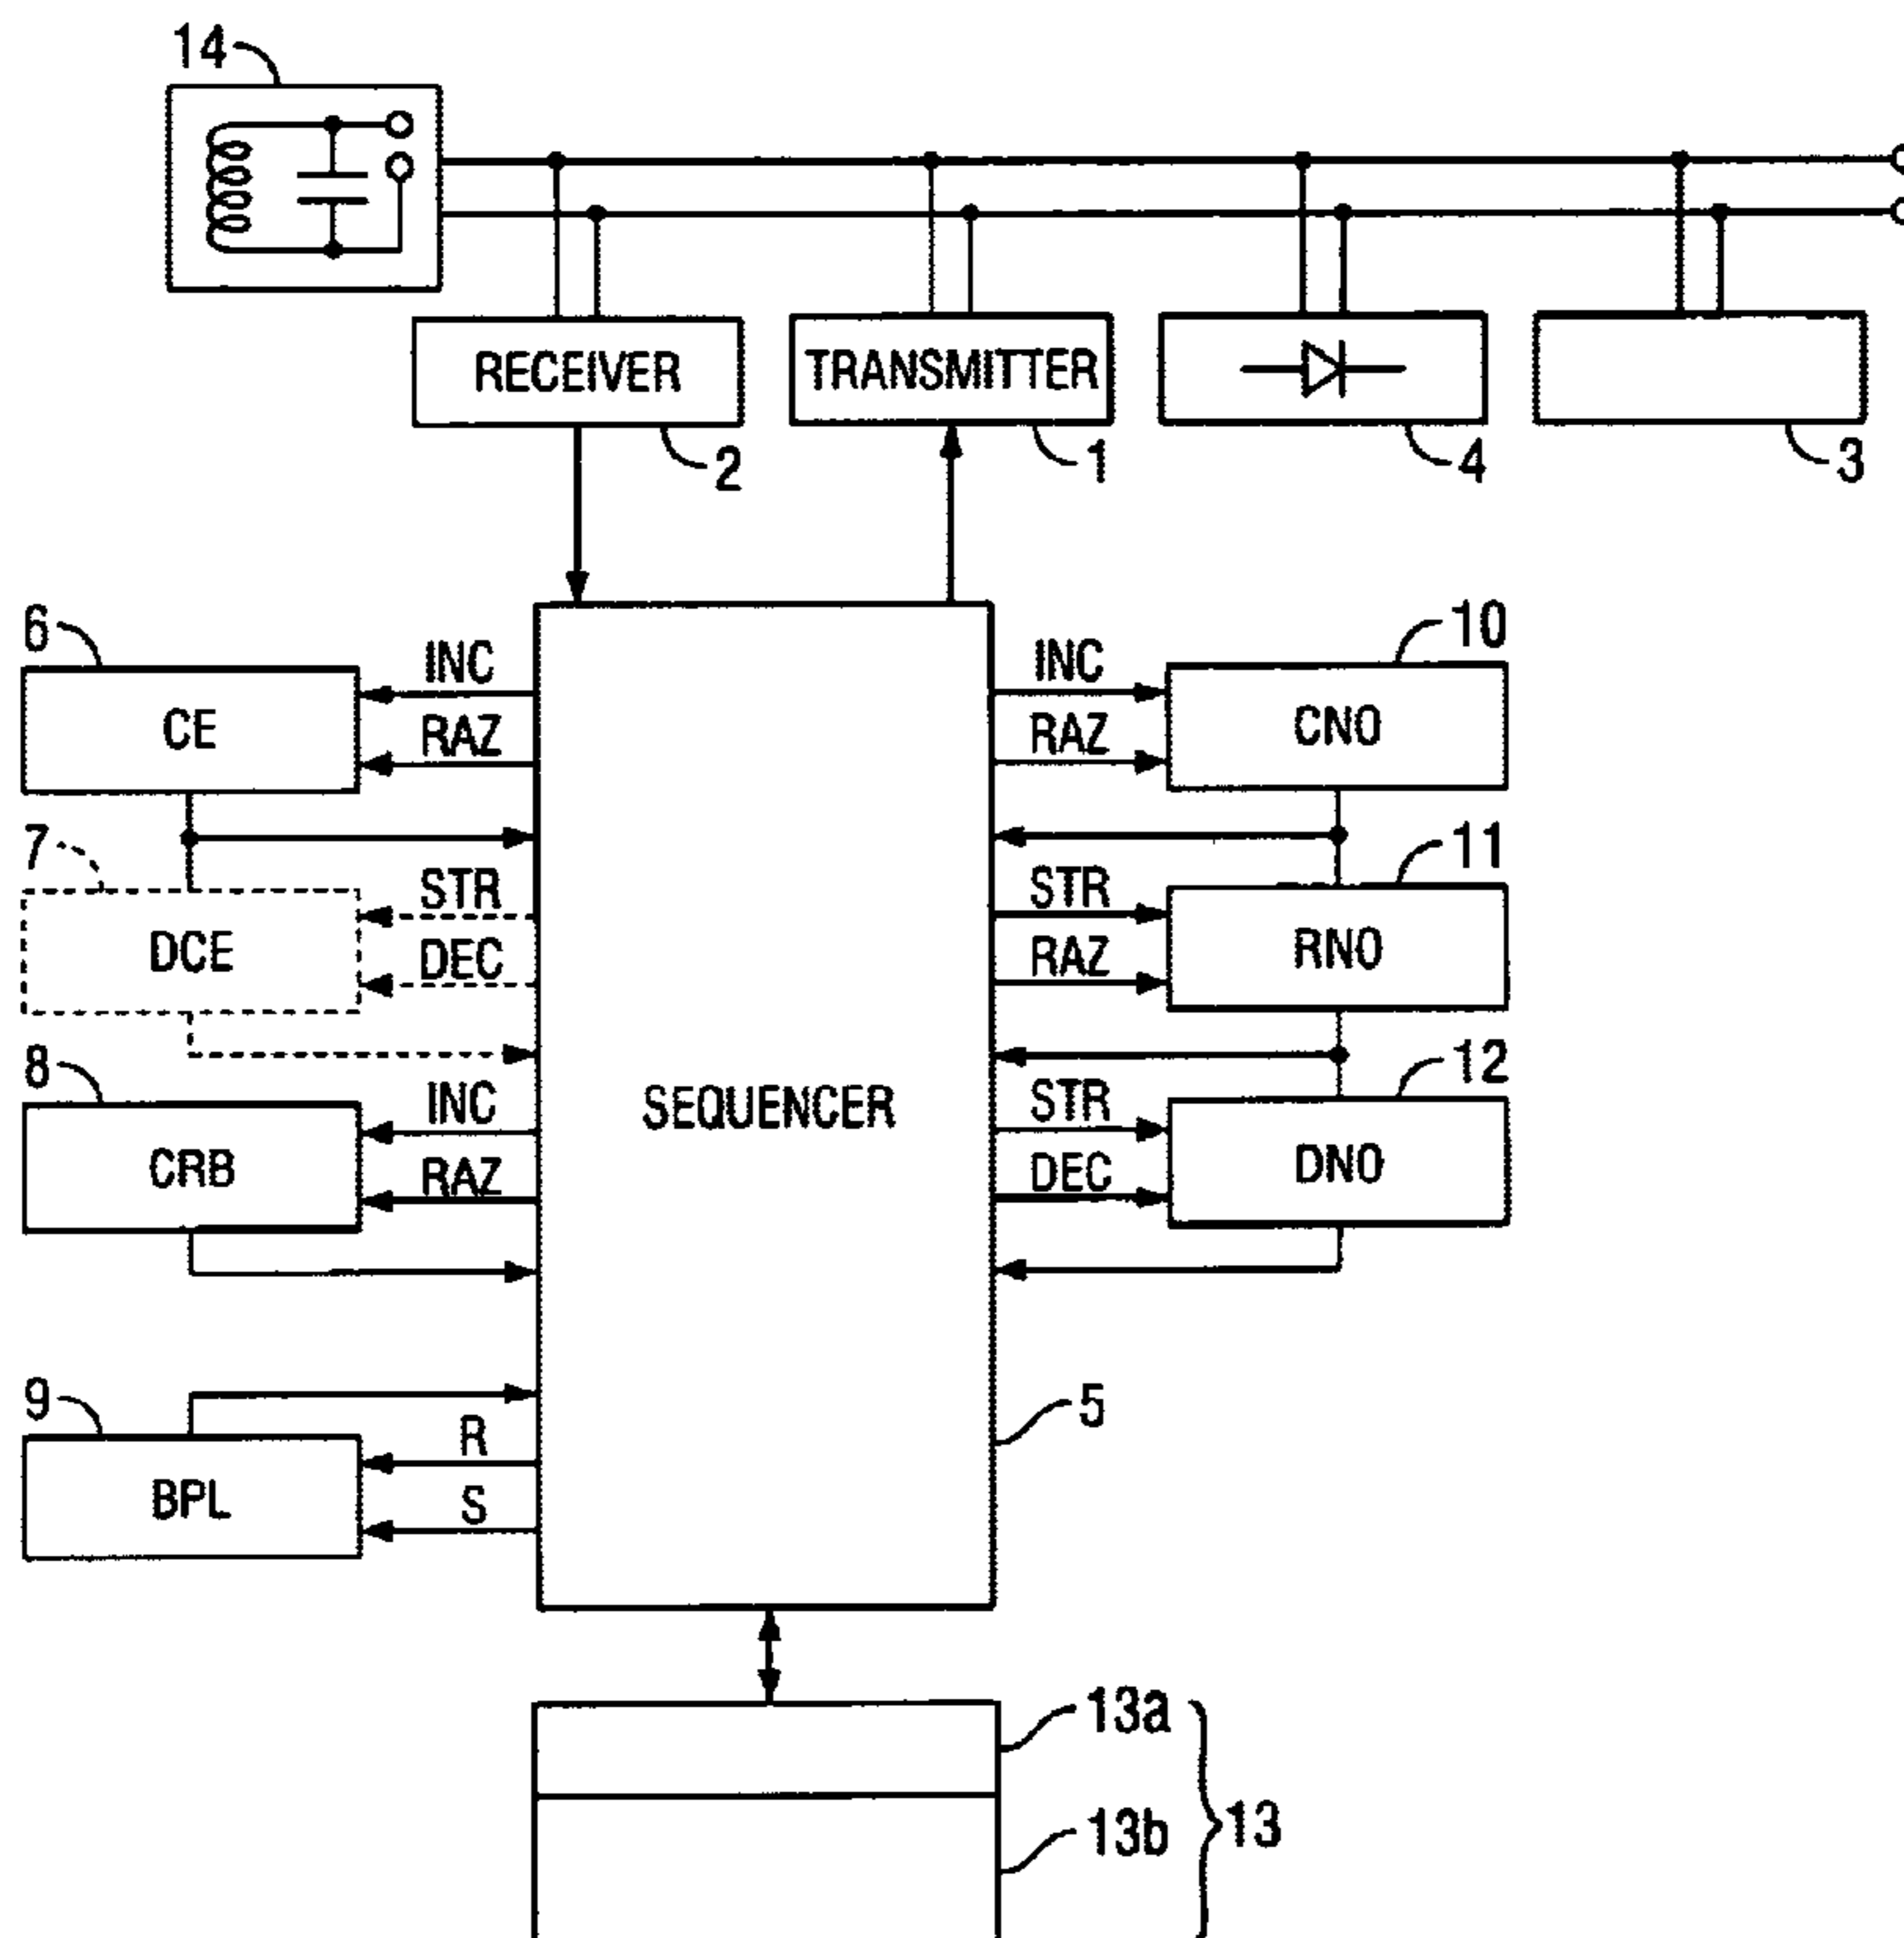 14
RECEIVER
TRANSMITTER
2
1
4
3
6
INC
INC
10
CE
RAZ
RAZ
CNO
7
STR
STR
11
DCE
DEC
RAZ
RNO
8
INC
SEQUENCER
STR
12
CRB
RAZ
DEC
DNO
9
R
5
BPL
S
13a
13b
13